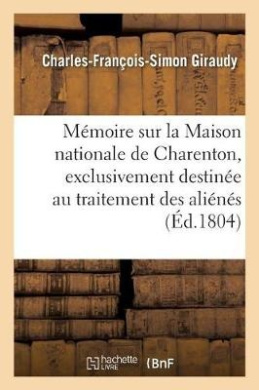 Charles-François-Simon Giraudy
Mémoire sur la Maison
nationale de Charenton,
exclusivement destinée
au traitement des aliénés
(Éd.1804)
hachette
LIVRE
(BnF